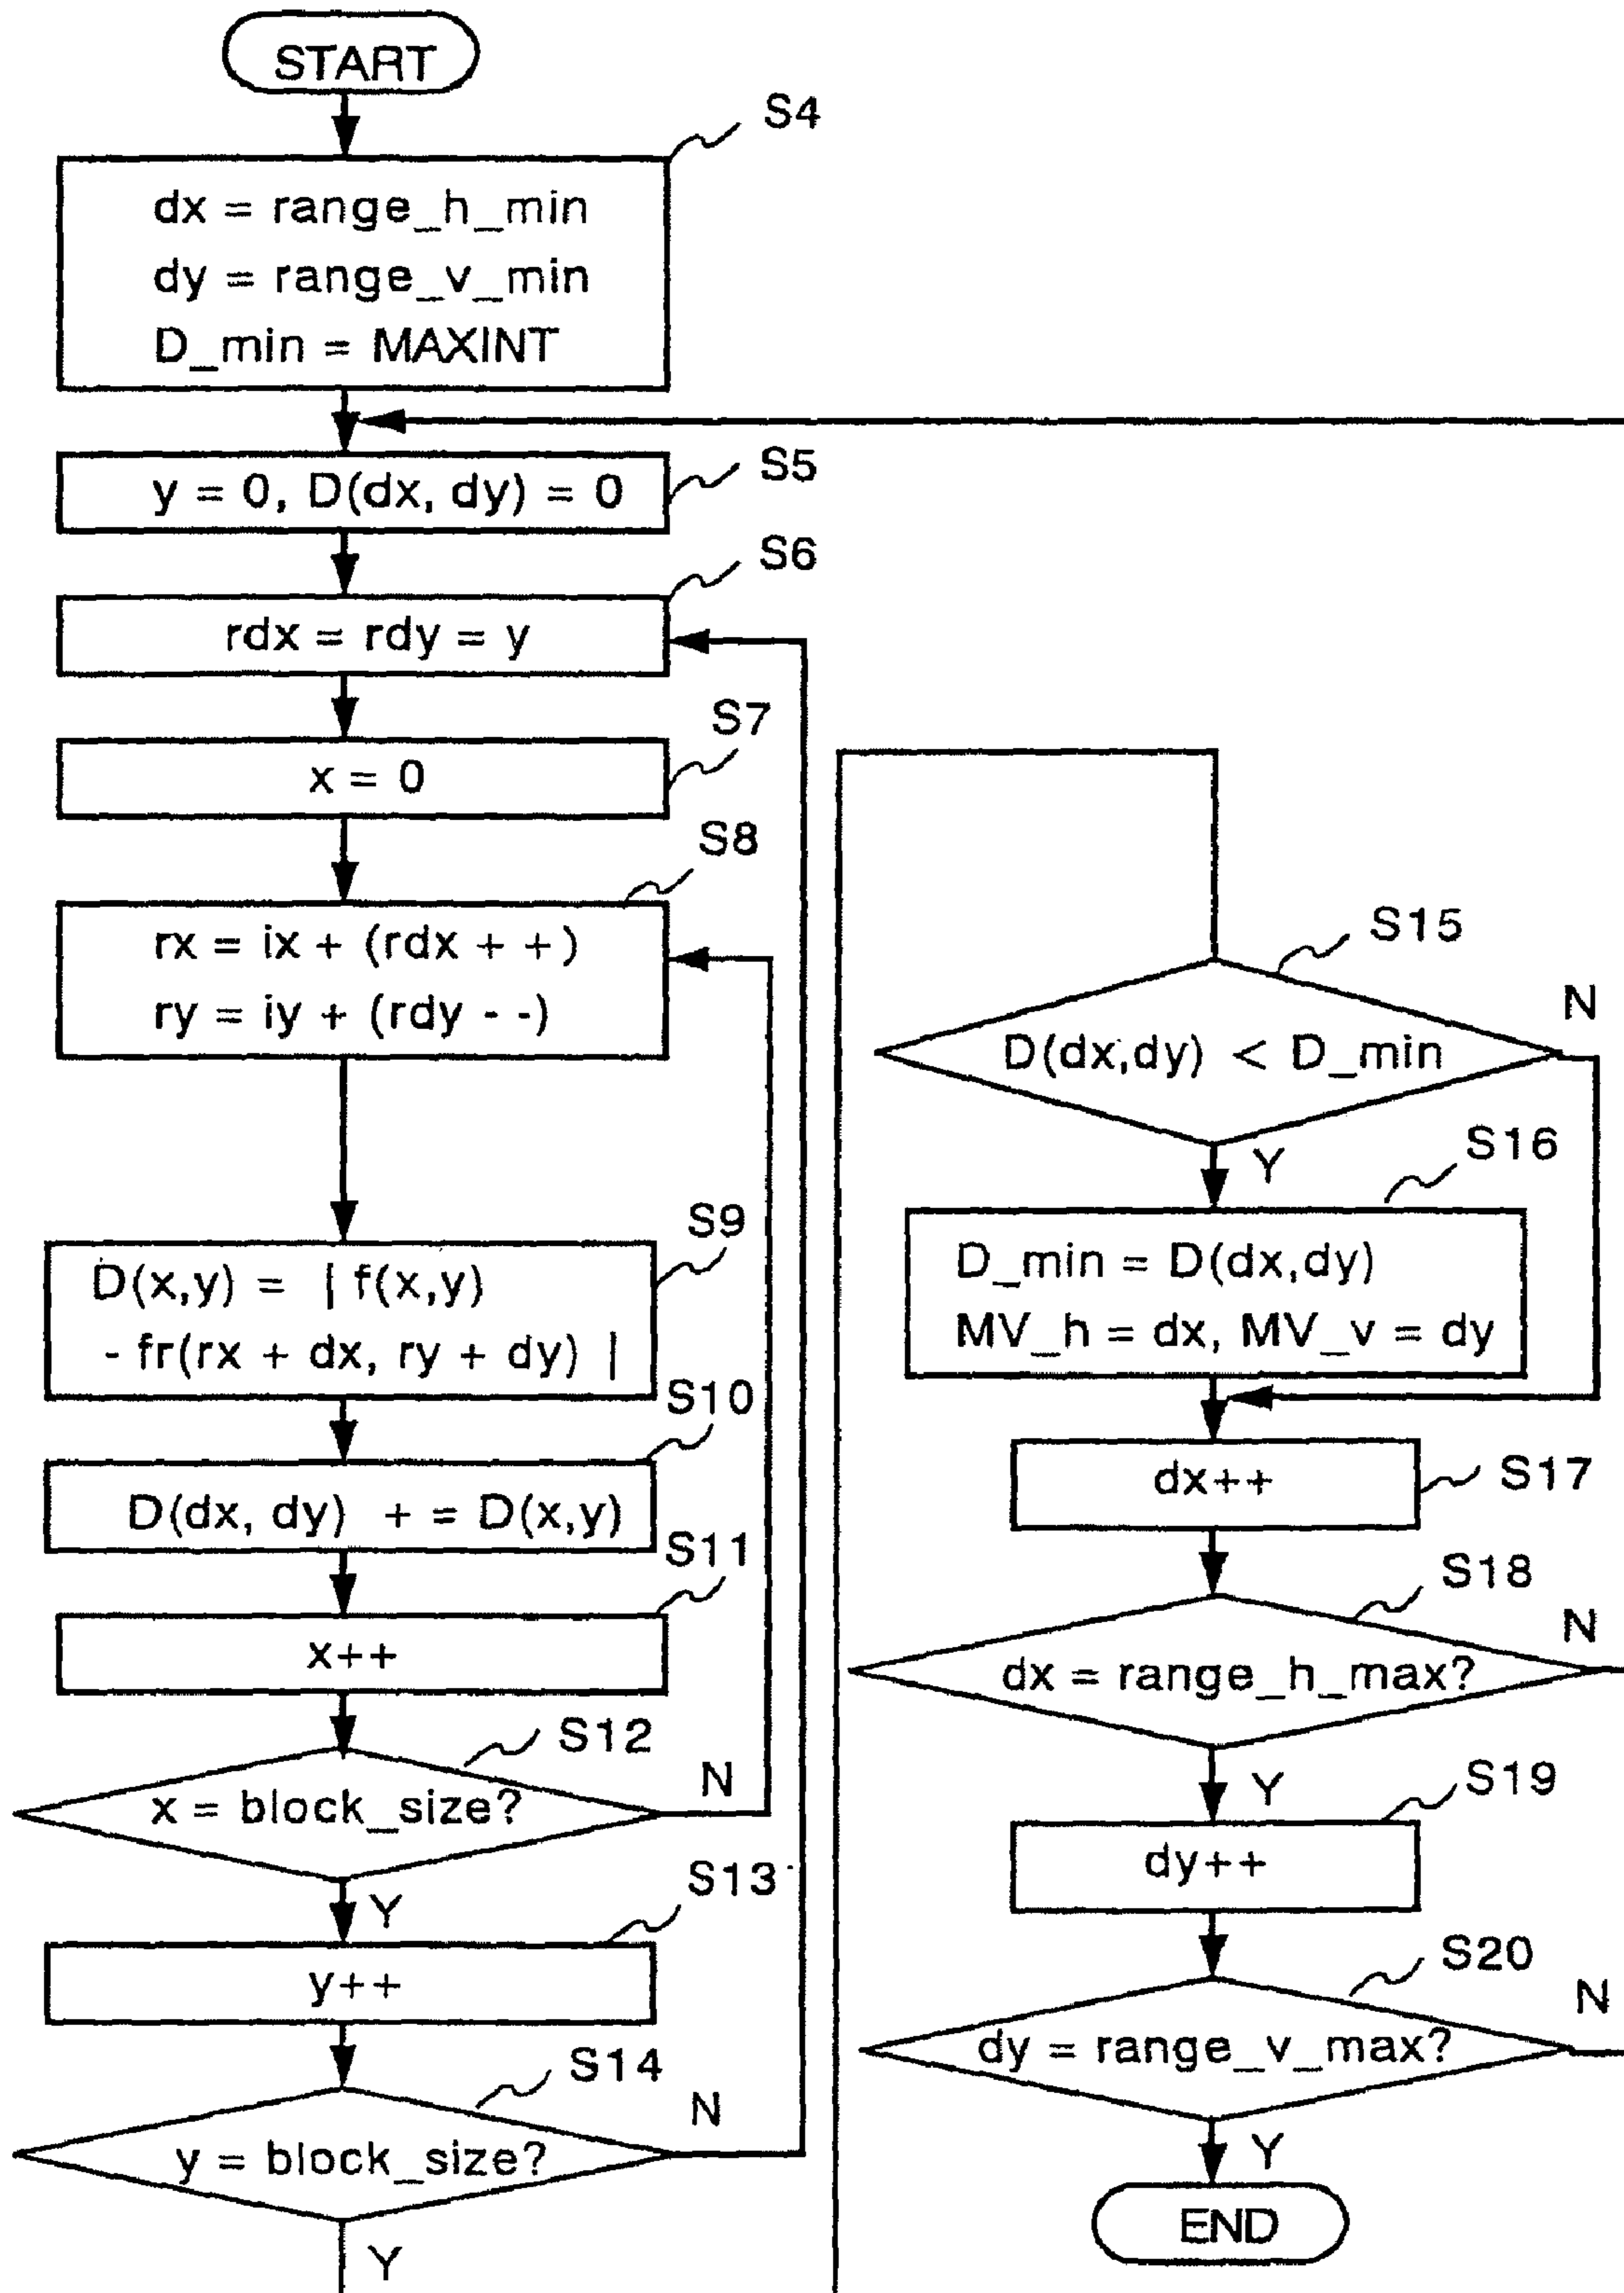 START
S4
dx = range_h_min
dy = range_v_min
D_min = MAXINT
S5
y = 0, D(dx, dy) = 0
S6
rdx = rdy = y
S7
x = 0
S8
rx = ix + (rdx + +)
ry = iy + (rdy - -)
S9
D(x,y) = | f(x,y)
- fr(rx + dx, ry + dy) |
S10
D(dx, dy) + = D(x,y)
S11
x++
S12
x = block_size?
N
Y
S13
y++
S14
y = block_size?
N
Y
S15
D(dx,dy) < D_min
N
Y
S16
D_min = D(dx,dy)
MV_h = dx, MV_v = dy
S17
dx++
S18
dx = range_h_max?
N
Y
S19
dy++
S20
dy = range_v_max?
N
Y
END